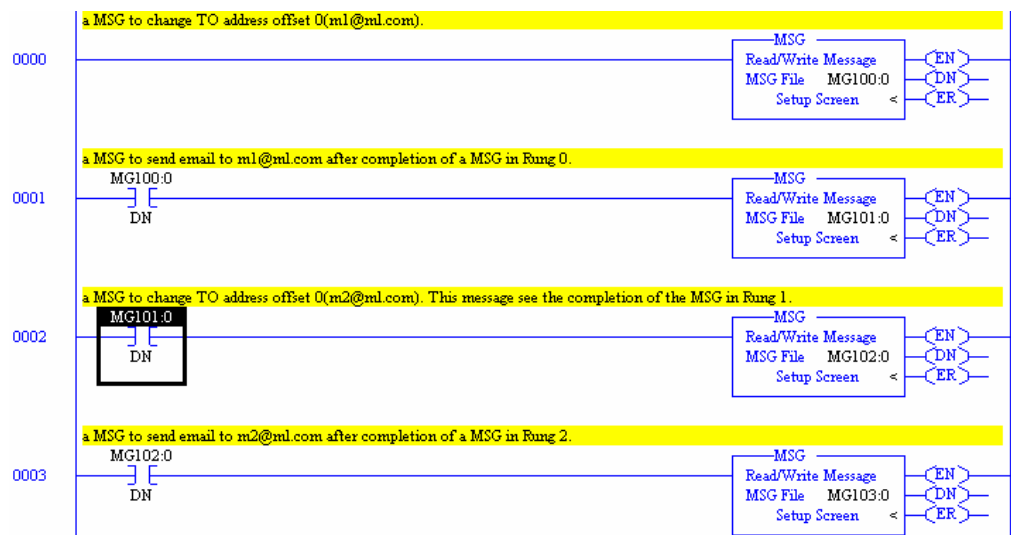 a MSG to change TO address offset 0(m1@ml.com).
MSG
0000
Read/Write Message
EN
MSG File MG100:0
DN
Setup Screen <
ER
a MSG to send email to m1@ml.com after completion of a MSG in Rung 0.
MG100:0
MSG
0001
Read/Write Message
EN
DN
MSG File MG101:0
DN
Setup Screen <
ER
a MSG to change TO address offset 0(m2@ml.com). This message see the completion of the MSG in Rung 1.
MG101:0
MSG
0002
Read/Write Message
EN
DN
MSG File MG102:0
DN
Setup Screen <
ER
a MSG to send email to m2@ml.com after completion of a MSG in Rung 2.
MG102:0
MSG
0003
Read/Write Message
EN
DN
MSG File MG103:0
DN
Setup Screen <
ER